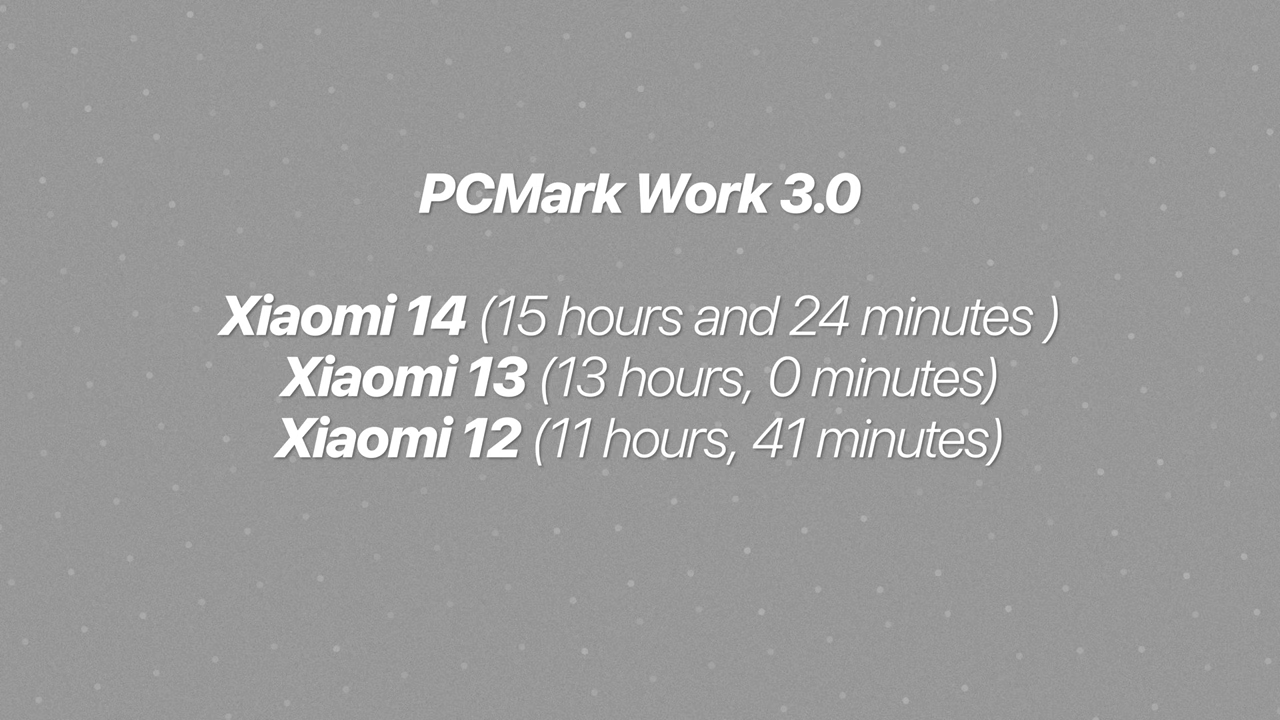 PCMark Work 3.0
Xiaomi 14 (15 hours and 24 minutes )
Xiaomi 13 (13 hours, 0 minutes)
Xiaomi 12 (11 hours, 41 minutes)